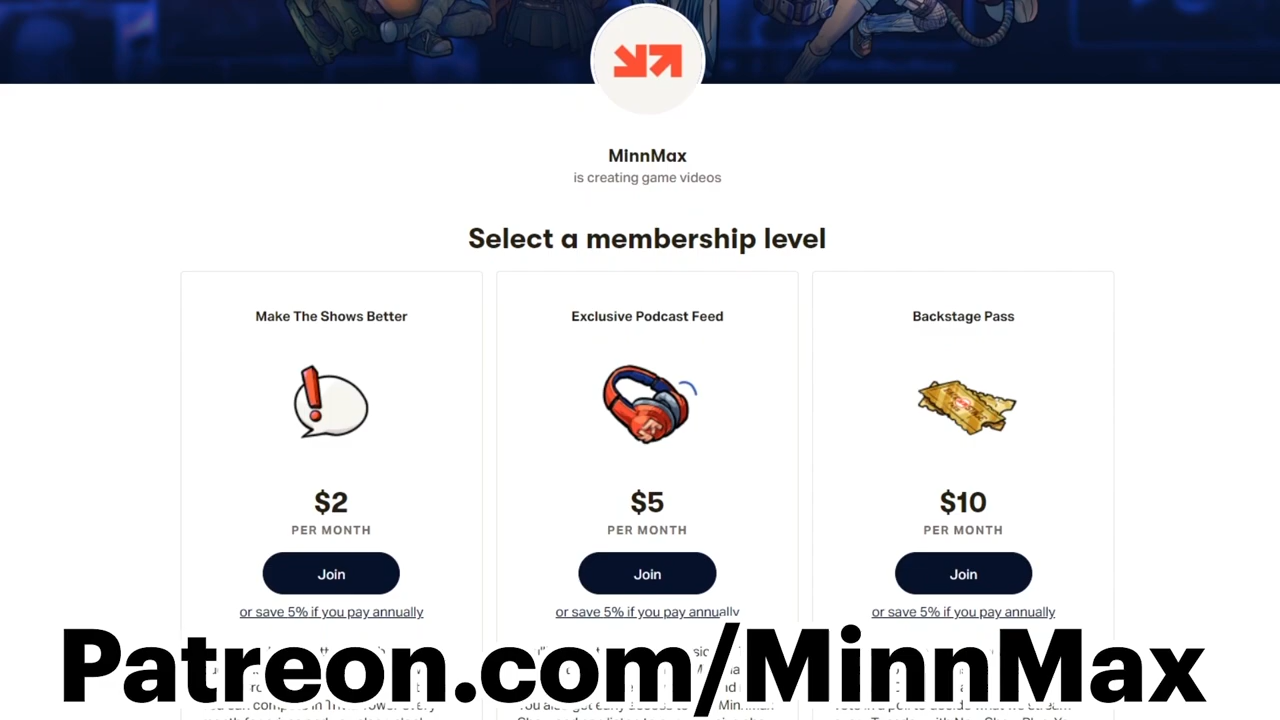 MinnMax
is creating game videos
Select a membership level
Make The Shows Better
Exclusive Podcast Feed
Backstage Pass
$2
PER MONTH
Join
or save 5% if you pay annually
$5
PER MONTH
Join
or save 5% if you pay annually
$10
PER MONTH
Join
or save 5% if you pay annually
Patreon.com/MinnMax